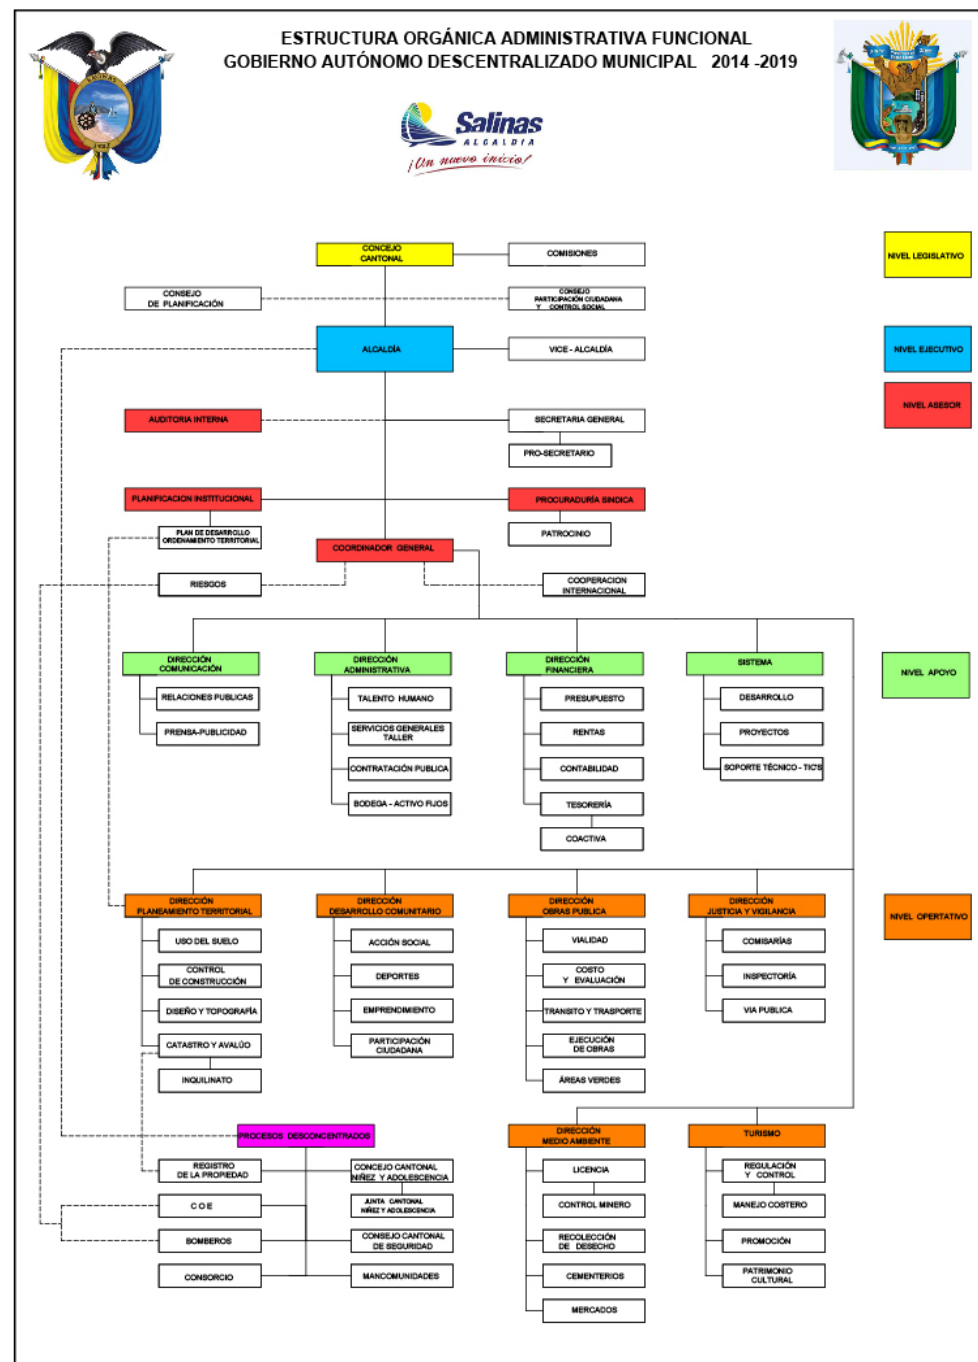 ESTRUCTURA ORGÁNICA ADMINISTRATIVA FUNCIONAL
GOBIERNO AUTÓNOMO DESCENTRALIZADO MUNICIPAL 2014 -2019
SALINAS
Salinas
ALCALDIA
¡Un nuevo inicio!
CONCEJO
CANTONAL
COMISIONES
NIVEL LEGISLATIVO
CONSEJO
DE PLANIFICACIÓN
CONSEJO
PARTICIPACIÓN CIUDADANA
Y CONTROL SOCIAL
ALCALDÍA
VICE - ALCALDÍA
NIVEL EJECUTIVO
NIVEL ASESOR
AUDITORIA INTERNA
SECRETARIA GENERAL
PRO-SECRETARIO
PLANIFICACION INSTITUCIONAL
PROCURADURÍA SINDICA
PLAN DE DESARROLLO
ORDENAMIENTO TERRITORIAL
PATROCINIO
COORDINADOR GENERAL
RIESGOS
COOPERACION
INTERNACIONAL
DIRECCIÓN
COMUNICACIÓN
DIRECCIÓN
ADMINISTRATIVA
DIRECCIÓN
FINANCIERA
SISTEMA
NIVEL APOYO
RELACIONES PUBLICAS
TALENTO HUMANO
PRESUPUESTO
DESARROLLO
PRENSA-PUBLICIDAD
SERVICIOS GENERALES
TALLER
RENTAS
PROYECTOS
CONTRATACIÓN PUBLICA
CONTABILIDAD
SOPORTE TÉCNICO - TIC'S
BODEGA - ACTIVO FIJOS
TESORERÍA
COACTIVA
DIRECCIÓN
PLANEAMIENTO TERRITORIAL
DIRECCIÓN
DESARROLLO COMUNITARIO
DIRECCIÓN
OBRAS PUBLICA
DIRECCIÓN
JUSTICIA Y VIGILANCIA
NIVEL OPERTATIVO
USO DEL SUELO
ACCIÓN SOCIAL
VIALIDAD
COMISARÍAS
CONTROL
DE CONSTRUCCIÓN
DEPORTES
COSTO
Y EVALUACIÓN
INSPECTORÍA
DISEÑO Y TOPOGRAFÍA
EMPRENDIMIENTO
TRANSITO Y TRASPORTE
VIA PUBLICA
CATASTRO Y AVALÚO
PARTICIPACIÓN
CIUDADANA
EJECUCIÓN
DE OBRAS
INQUILINATO
ÁREAS VERDES
PROCESOS DESCONCENTRADOS
DIRECCIÓN
MEDIO AMBIENTE
TURISMO
REGISTRO
DE LA PROPIEDAD
CONCEJO CANTONAL
NIÑEZ Y ADOLESCENCIA
LICENCIA
REGULACIÓN
Y CONTROL
C O E
JUNTA CANTONAL
NIÑEZ Y ADOLESCENCIA
CONTROL MINERO
MANEJO COSTERO
BOMBEROS
CONSEJO CANTONAL
DE SEGURIDAD
RECOLECCIÓN
DE DESECHO
PROMOCIÓN
CONSORCIO
MANCOMUNIDADES
CEMENTERIOS
PATRIMONIO
CULTURAL
MERCADOS